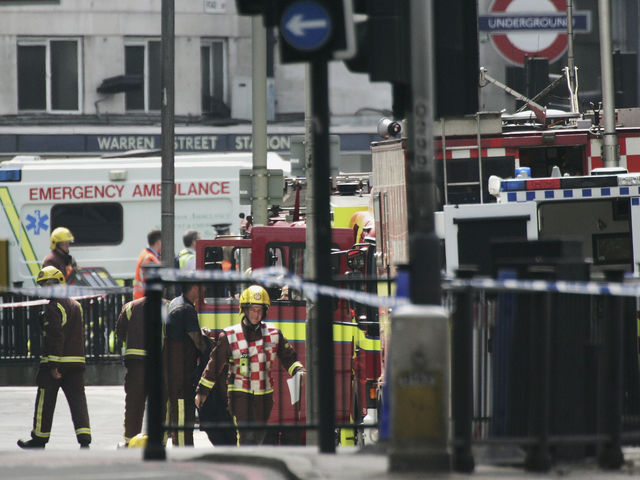 UNDERGROUND
WARREN STREET STATION
EMERGENCY AMBULANCE